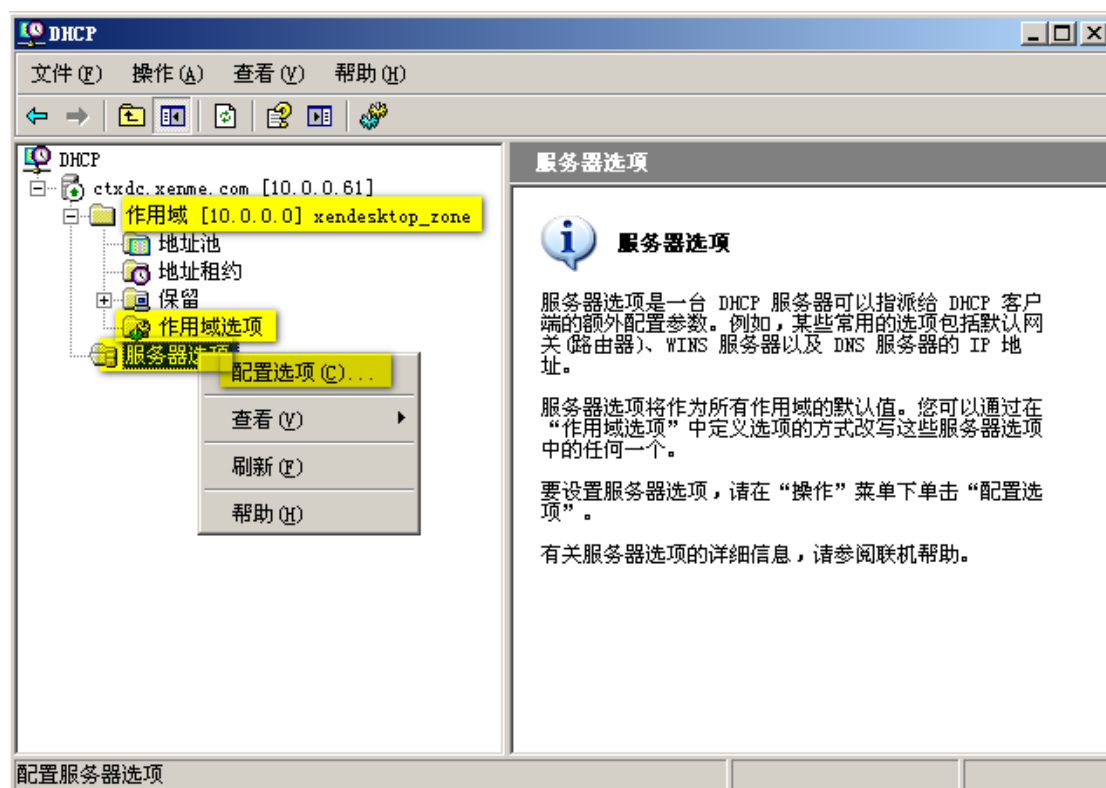 DHCP
文件(F) 操作(A) 查看(V) 帮助(H)
DHCP
ctxdc.xenme.com [10.0.0.61]
作用域 [10.0.0.0] xendesktop_zone
地址池
地址租约
保留
作用域选项
服务器选项
配置选项(C)...
查看(V)
刷新(F)
帮助(H)
服务器选项
服务器选项
服务器选项是一台 DHCP 服务器可以指派给 DHCP 客户
端的额外配置参数。例如，某些常用的选项包括默认网
关(路由器)、WINS 服务器以及 DNS 服务器的 IP 地
址。
服务器选项将作为所有作用域的默认值。您可以通过在
“作用域选项”中定义选项的方式改写这些服务器选项
中的任何一个。
要设置服务器选项，请在“操作”菜单下单击“配置选
项”。
有关服务器选项的详细信息，请参阅联机帮助。
配置服务器选项